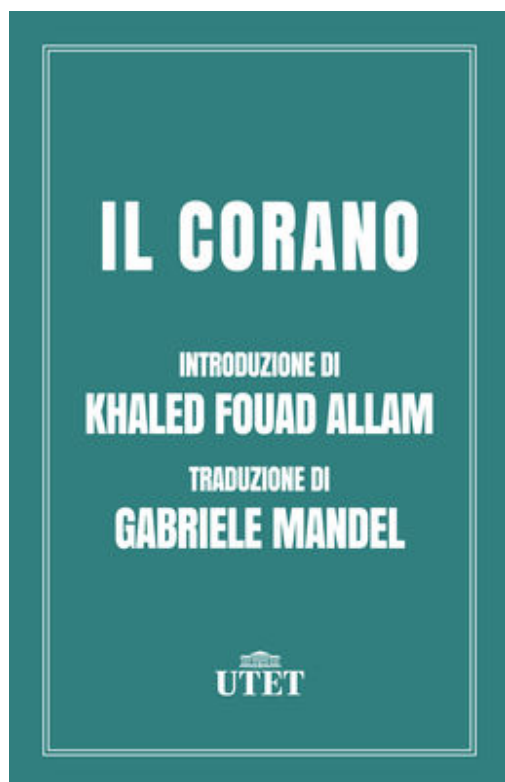 IL CORANO
INTRODUZIONE DI
KHALED FOUAD ALLAM
TRADUZIONE DI
GABRIELE MANDEL
UTET